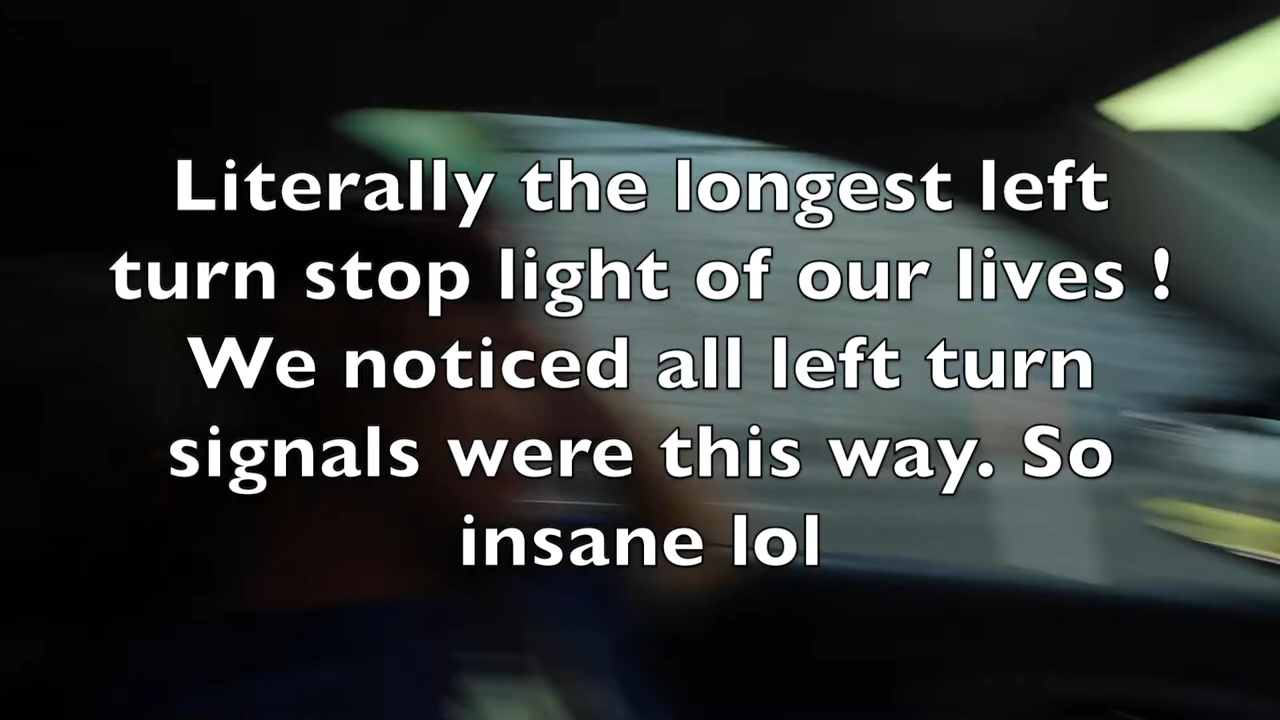 Literally the longest left
turn stop light of our lives !
We noticed all left turn
signals were this way. So
insane lol